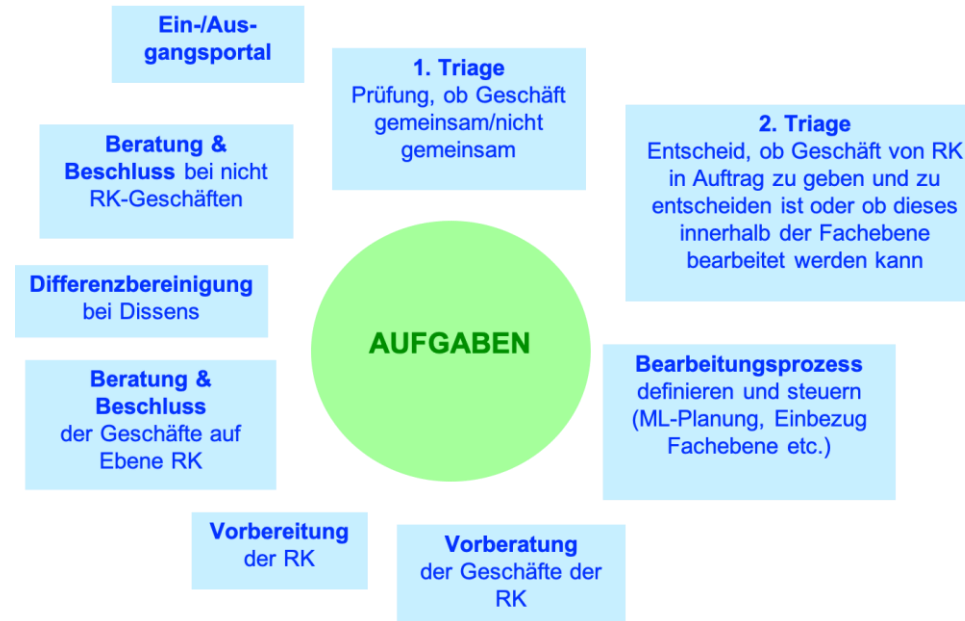 Ein-/Aus-
gangsportal
1. Triage
Prüfung, ob Geschäft
gemeinsam/nicht
gemeinsam
2. Triage
Entscheid, ob Geschäft von RK
in Auftrag zu geben und zu
entscheiden ist oder ob dieses
innerhalb der Fachebene
bearbeitet werden kann
Bearbeitungsprozess
definieren und steuern
(ML-Planung, Einbezug
Fachebene etc.)
Vorberatung
der Geschäfte der
RK
Vorbereitung
der RK
Beratung &
Beschluss
der Geschäfte auf
Ebene RK
Differenzbereinigung
bei Dissens
Beratung &
Beschluss bei nicht
RK-Geschäften
AUFGABEN